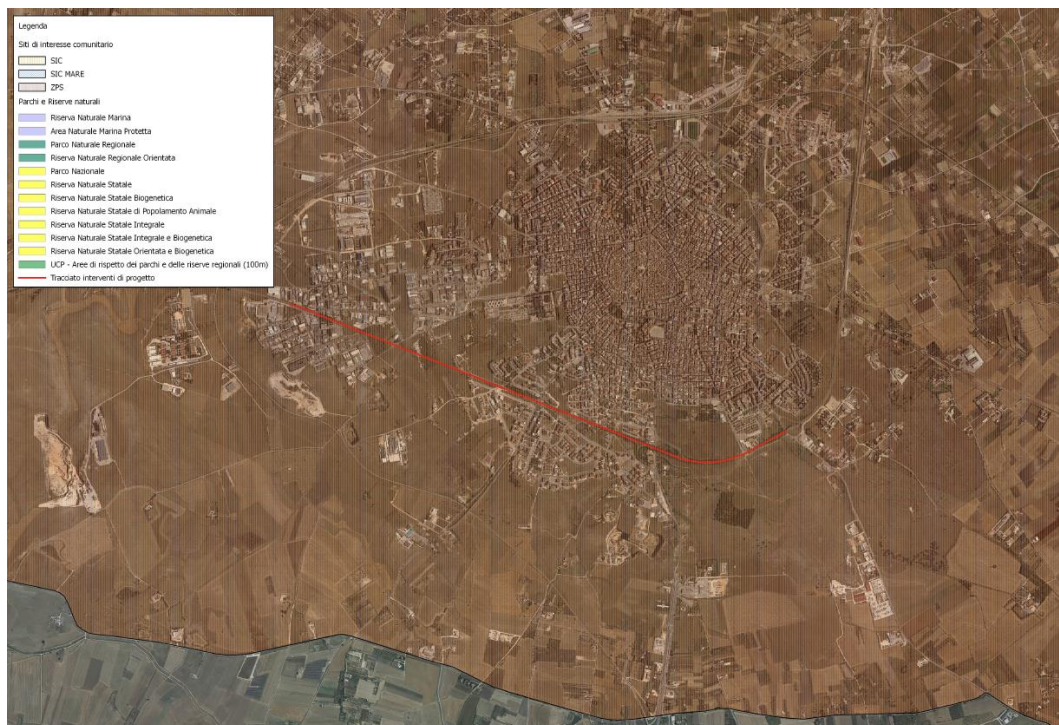 Legenda
Siti di interesse comunitario
SIC
SIC MARE
ZPS
Parchi e Riserve naturali
Riserva Naturale Marina
Area Naturale Marina Protetta
Parco Naturale Regionale
Riserva Naturale Regionale Orientata
Parco Nazionale
Riserva Naturale Statale
Riserva Naturale Statale Biogenetica
Riserva Naturale Statale di Popolamento Animale
Riserva Naturale Statale Integrale
Riserva Naturale Statale Integrale e Biogenetica
Riserva Naturale Statale Orientata e Biogenetica
UCP - Aree di rispetto dei parchi e delle riserve regionali (100m)
Tracciato interventi di progetto